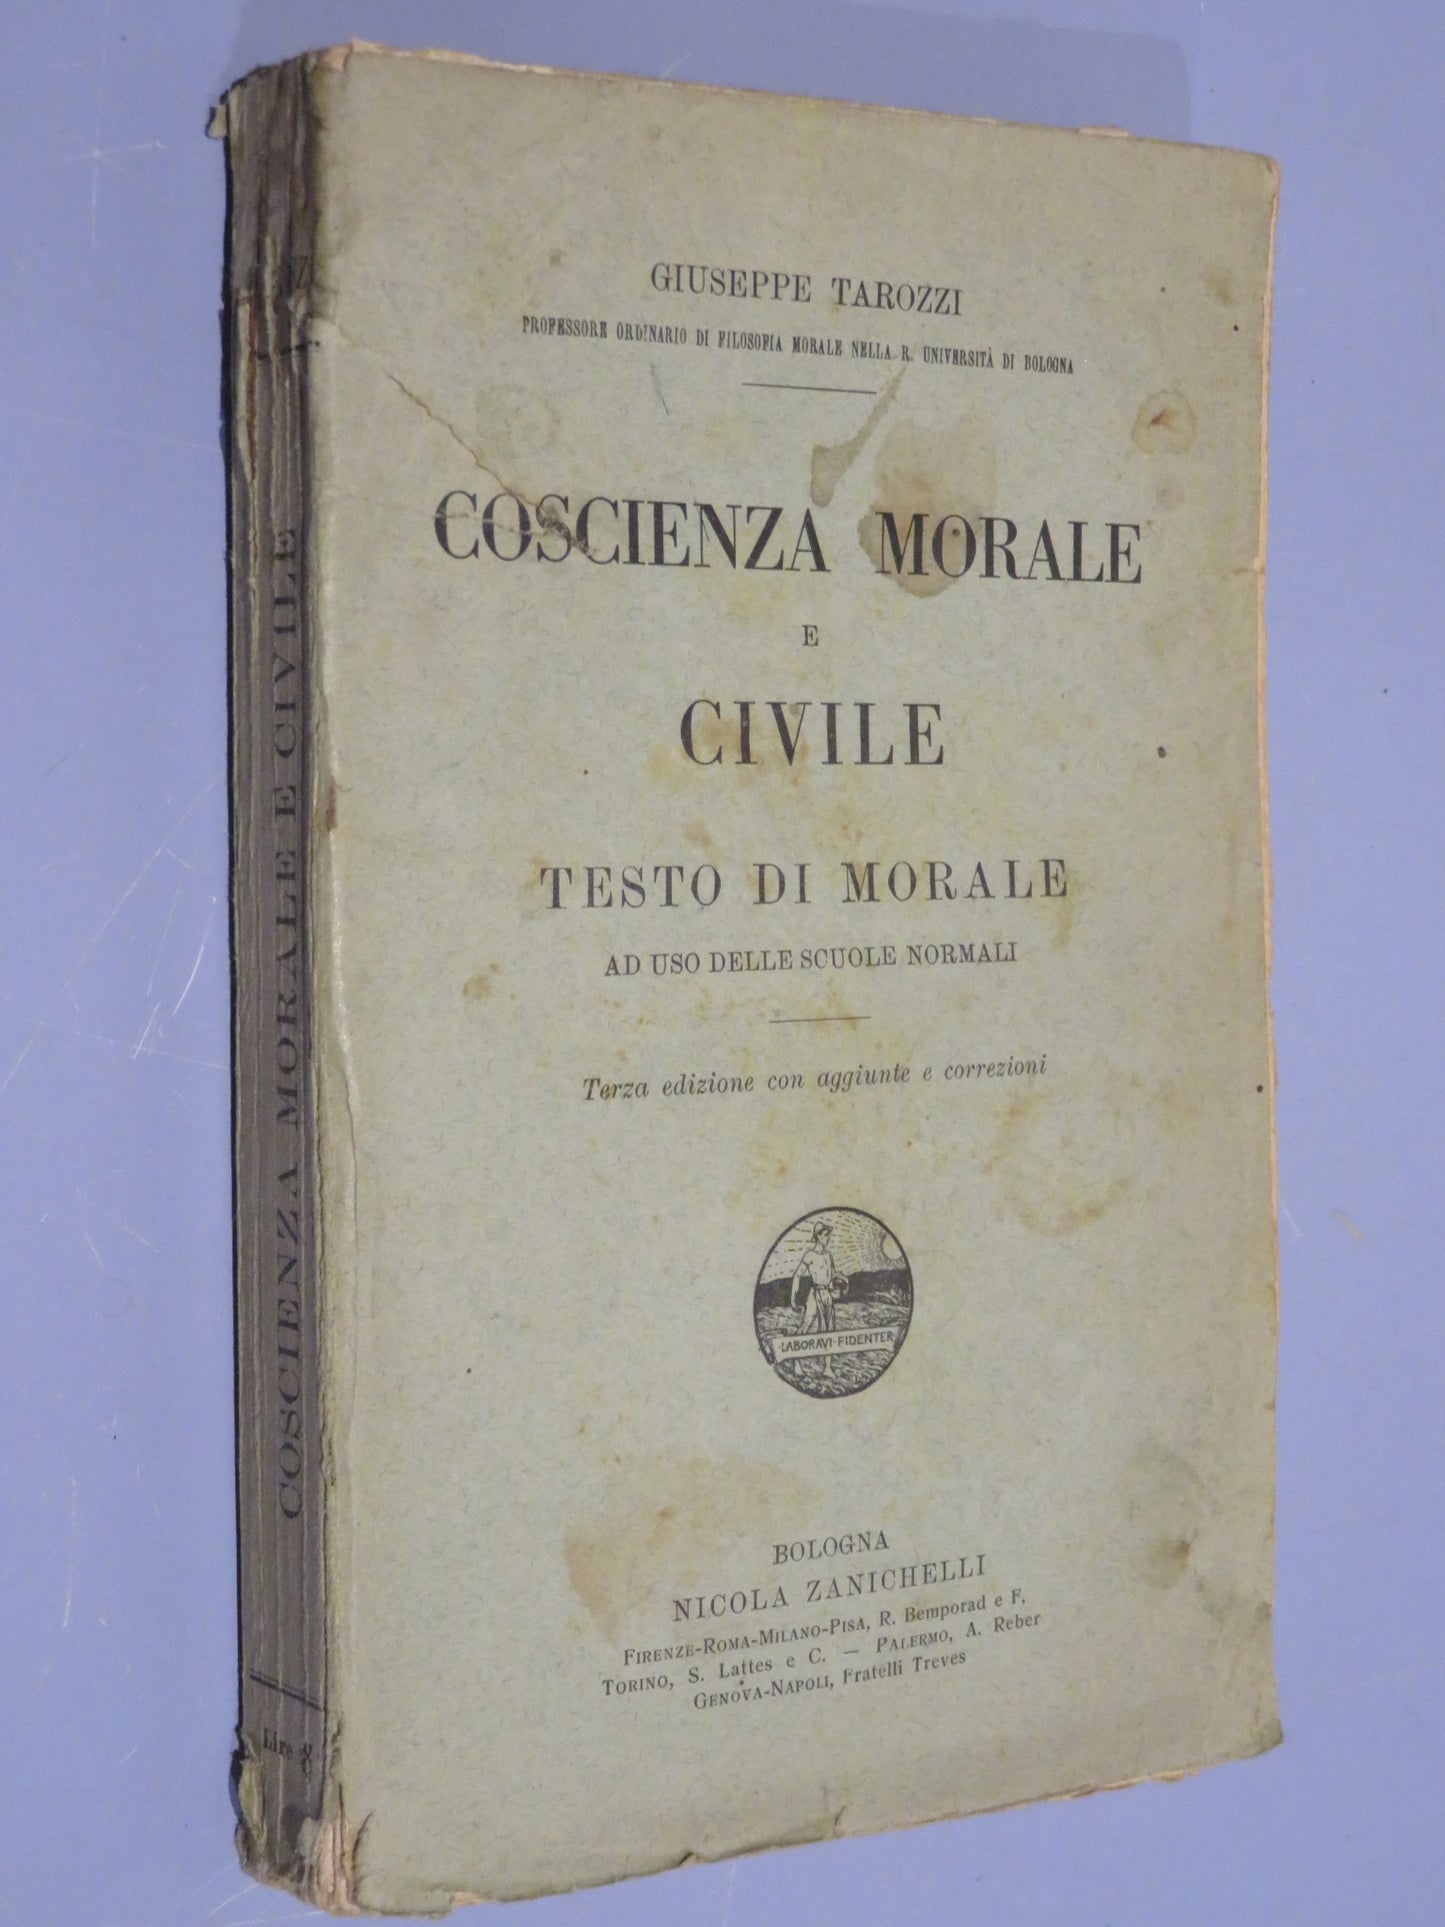 GIUSEPPE TAROZZI
PROFESSORE ORDINARIO DI FILOSOFIA MORALE NELLA R. UNIVERSITÀ DI BOLOGNA
COSCIENZA MORALE
E
CIVILE
TESTO DI MORALE
AD USO DELLE SCUOLE NORMALI
Terza edizione con aggiunte e correzioni
·LABORAVI·FIDENTER
BOLOGNA
NICOLA ZANICHELLI
FIRENZE-ROMA-MILANO-PISA, R. Bemporad e F.
TORINO, S. Lattes e C. — PALERMO, A. Reber
GENOVA-NAPOLI, Fratelli Treves
COSCIENZA MORALE E CIVILE
Lire